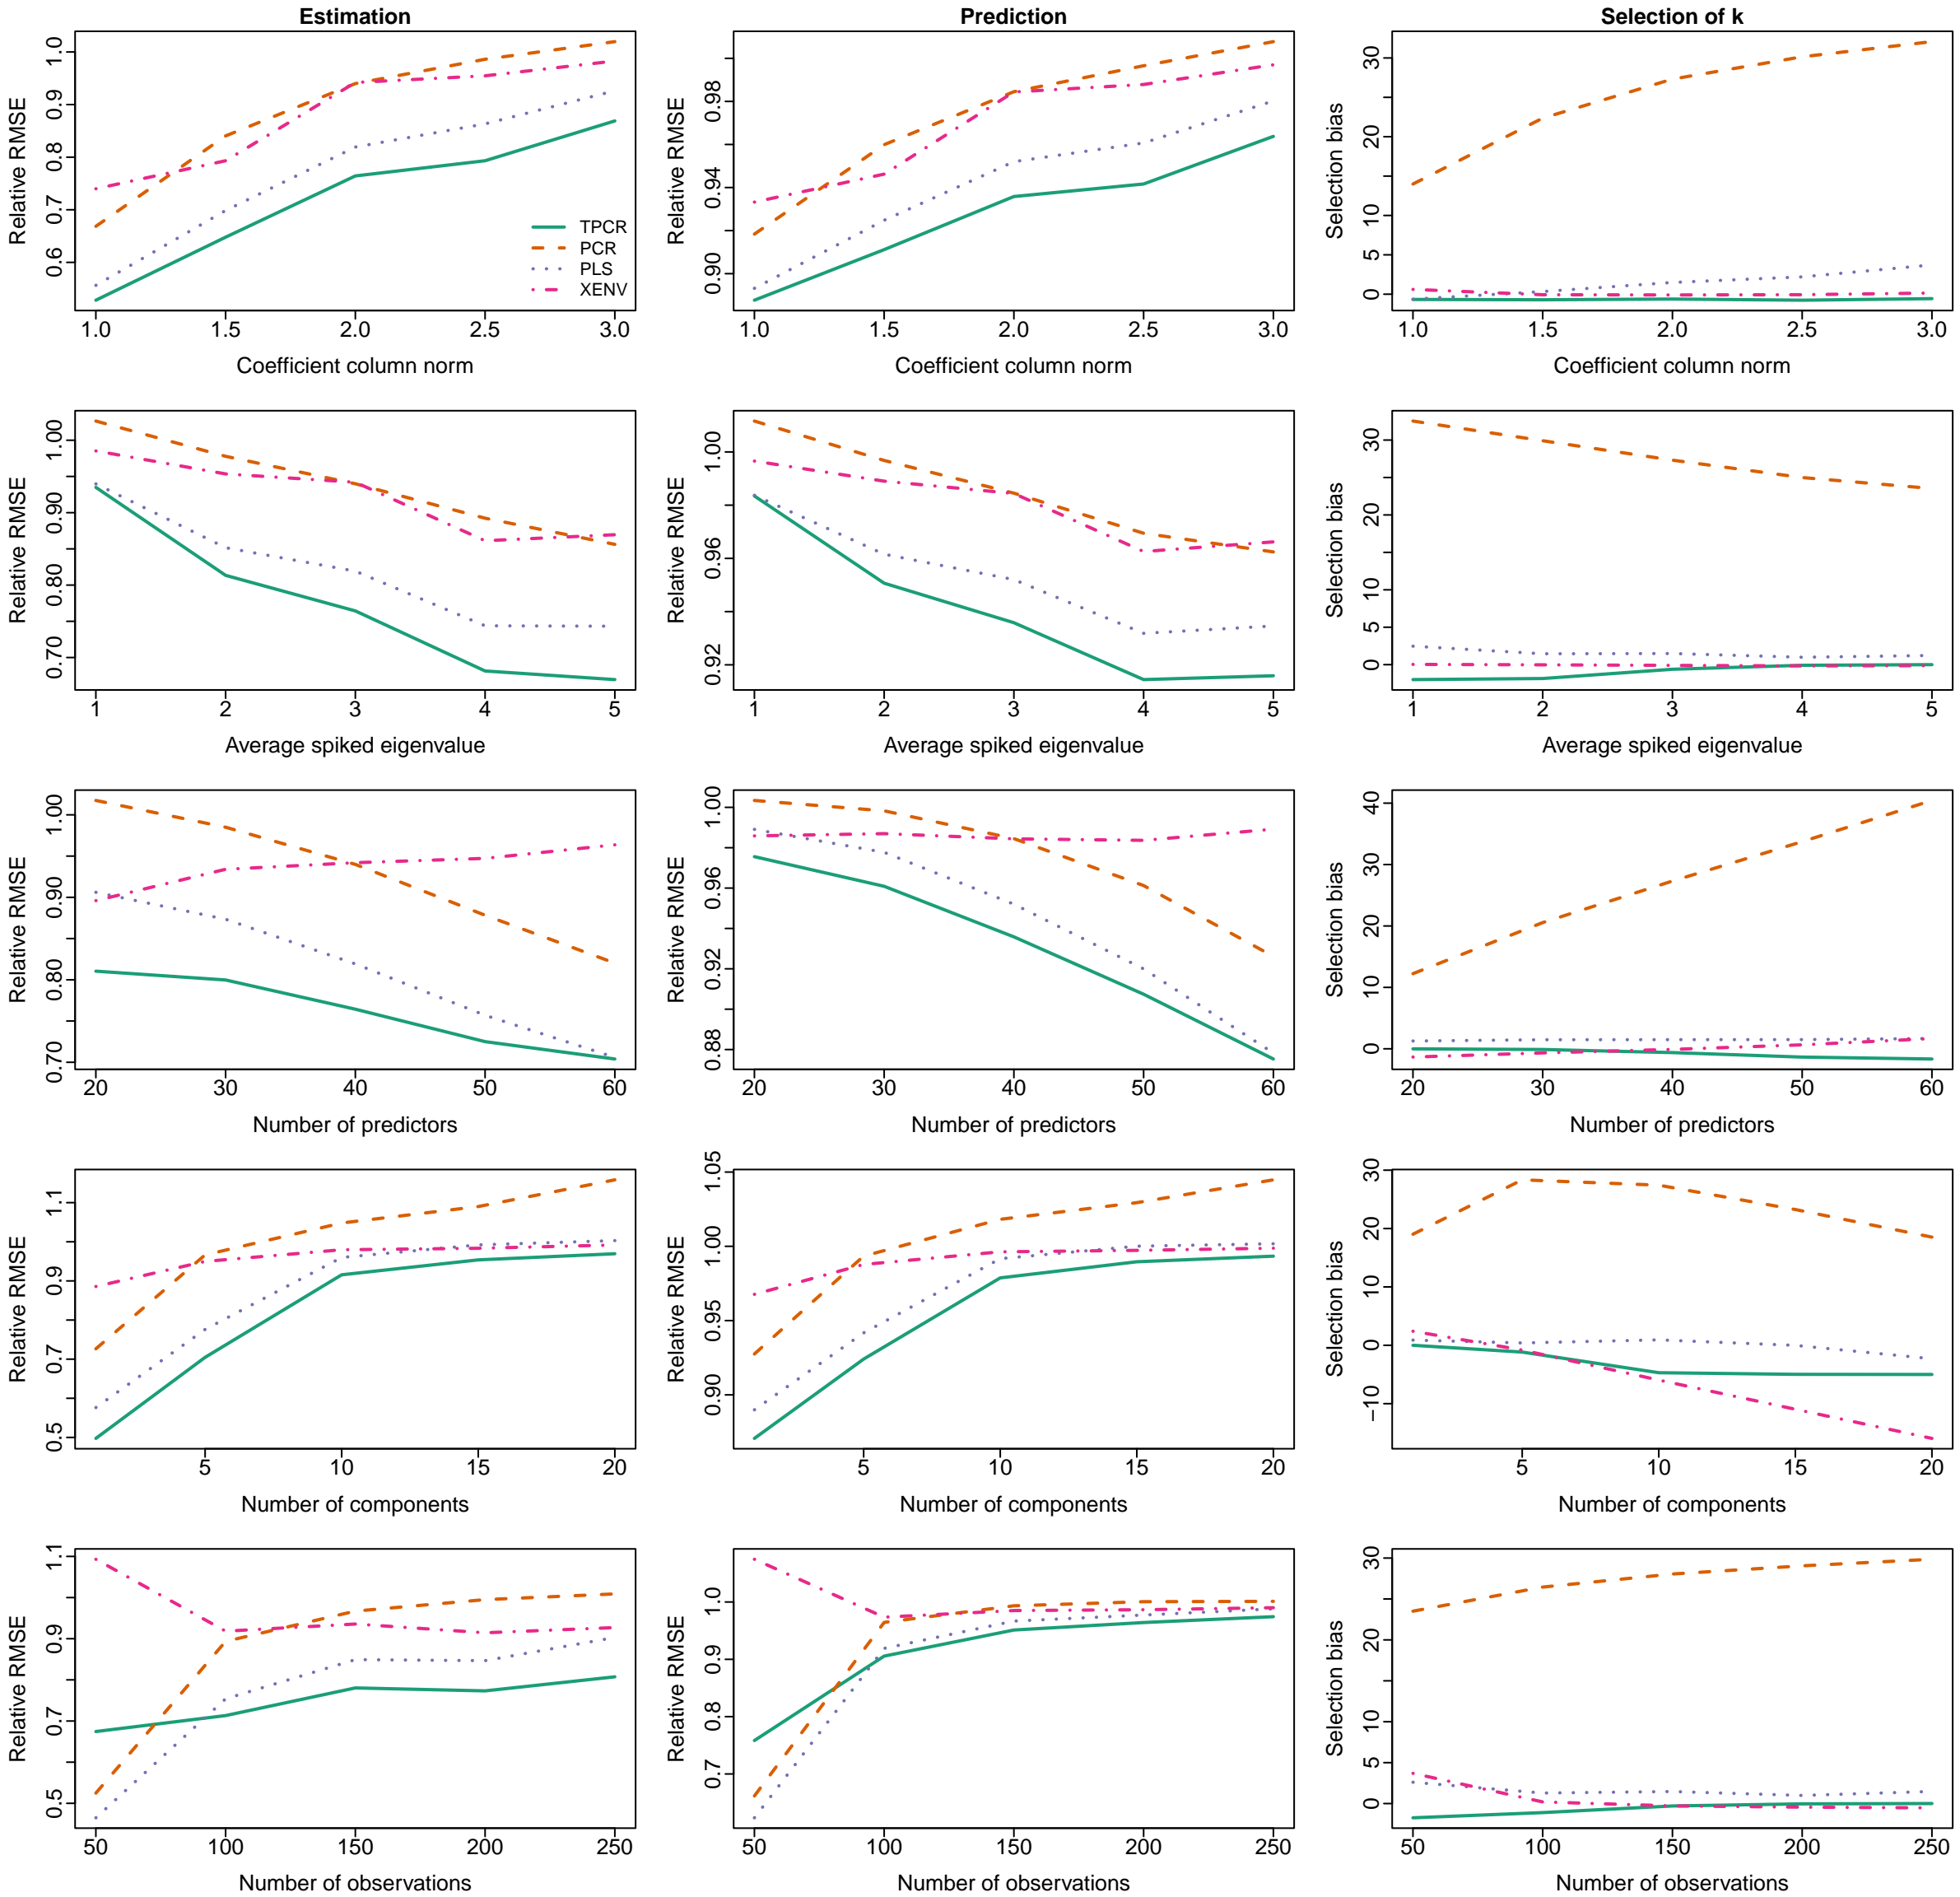 Estimation
Prediction
Selection of k
Relative RMSE
0.6 0.7 0.8 0.9 1.0
TPCR
PCR
PLS
XENV
1.0 1.5 2.0 2.5 3.0
Coefficient column norm
Relative RMSE
0.90 0.94 0.98
1.0 1.5 2.0 2.5 3.0
Coefficient column norm
Selection bias
0 5 10 20 30
1.0 1.5 2.0 2.5 3.0
Coefficient column norm
Relative RMSE
0.70 0.80 0.90 1.00
1 2 3 4 5
Average spiked eigenvalue
Relative RMSE
0.92 0.96 1.00
1 2 3 4 5
Average spiked eigenvalue
Selection bias
0 5 10 20 30
1 2 3 4 5
Average spiked eigenvalue
Relative RMSE
0.70 0.80 0.90 1.00
20 30 40 50 60
Number of predictors
Relative RMSE
0.88 0.92 0.96 1.00
20 30 40 50 60
Number of predictors
Selection bias
0 10 20 30 40
20 30 40 50 60
Number of predictors
Relative RMSE
0.5 0.7 0.9 1.1
5 10 15 20
Number of components
Relative RMSE
0.90 0.95 1.00 1.05
5 10 15 20
Number of components
Selection bias
−10 0 10 20 30
5 10 15 20
Number of components
Relative RMSE
0.5 0.7 0.9 1.1
50 100 150 200 250
Number of observations
Relative RMSE
0.7 0.8 0.9 1.0
50 100 150 200 250
Number of observations
Selection bias
0 5 10 20 30
50 100 150 200 250
Number of observations